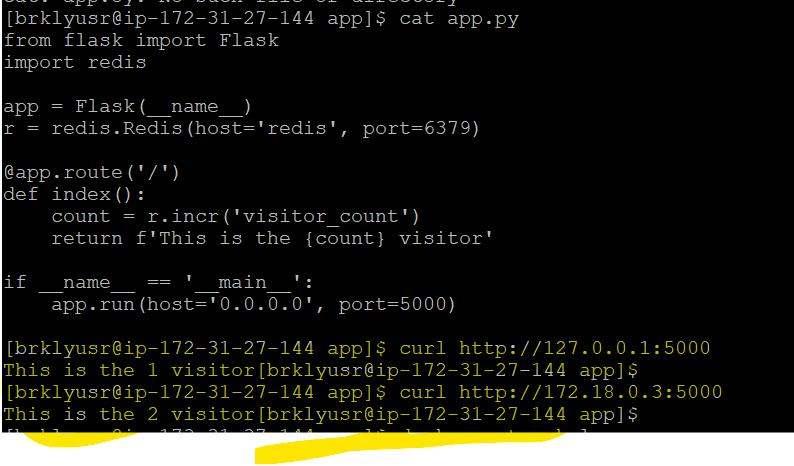 [brklyusr@ip-172-31-27-144 app]$ cat app.py
from flask import Flask
import redis
app = Flask(__name__)
r = redis.Redis(host='redis', port=6379)
@app.route('/')
def index():
    count = r.incr('visitor_count')
    return f'This is the {count} visitor'
if __name__ == '__main__':
    app.run(host='0.0.0.0', port=5000)
[brklyusr@ip-172-31-27-144 app]$ curl http://127.0.0.1:5000
This is the 1 visitor[brklyusr@ip-172-31-27-144 app]$
[brklyusr@ip-172-31-27-144 app]$ curl http://172.18.0.3:5000
This is the 2 visitor[brklyusr@ip-172-31-27-144 app]$